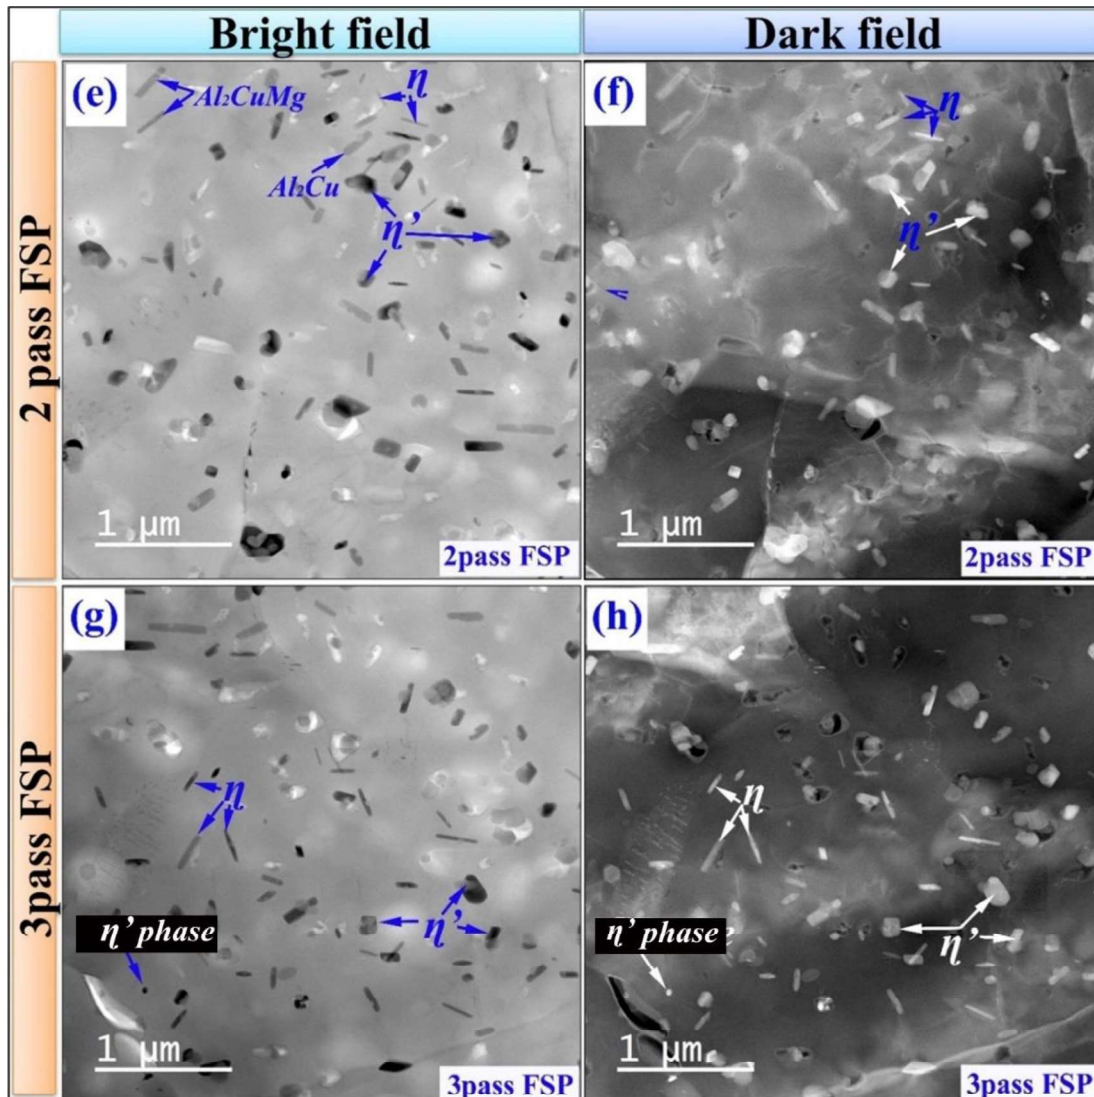 Bright field
Dark field
2 pass FSP
(e)
Al₂CuMg
η
Al₂Cu
η’
1 µm
2pass FSP
(f)
η
η’
1 µm
2pass FSP
3pass FSP
(g)
η
η’
η’ phase
1 µm
3pass FSP
(h)
η
η’
η’ phase
1 µm
3pass FSP